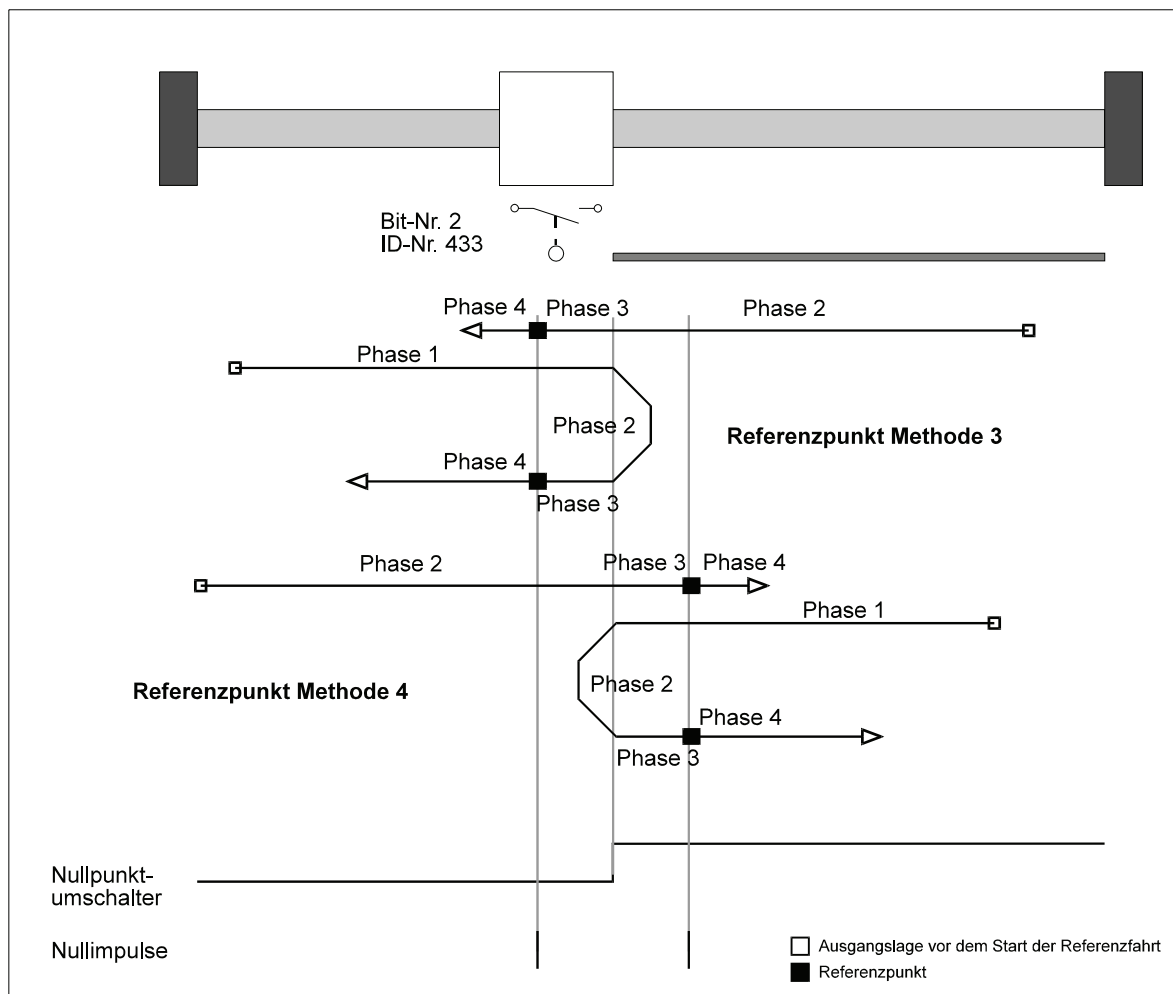 Bit-Nr. 2
ID-Nr. 433
Phase 4
Phase 3
Phase 2
Phase 1
Phase 2
Referenzpunkt Methode 3
Phase 4
Phase 3
Phase 2
Phase 3
Phase 4
Phase 1
Phase 2
Referenzpunkt Methode 4
Phase 4
Phase 3
Nullpunkt-
umschalter
Nullimpulse
Ausgangslage vor dem Start der Referenzfahrt
Referenzpunkt